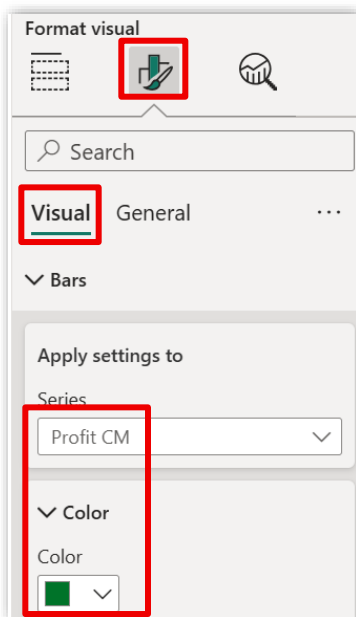 Format visual
Search
Visual General
Bars
Apply settings to
Series
Profit CM
Color
Color